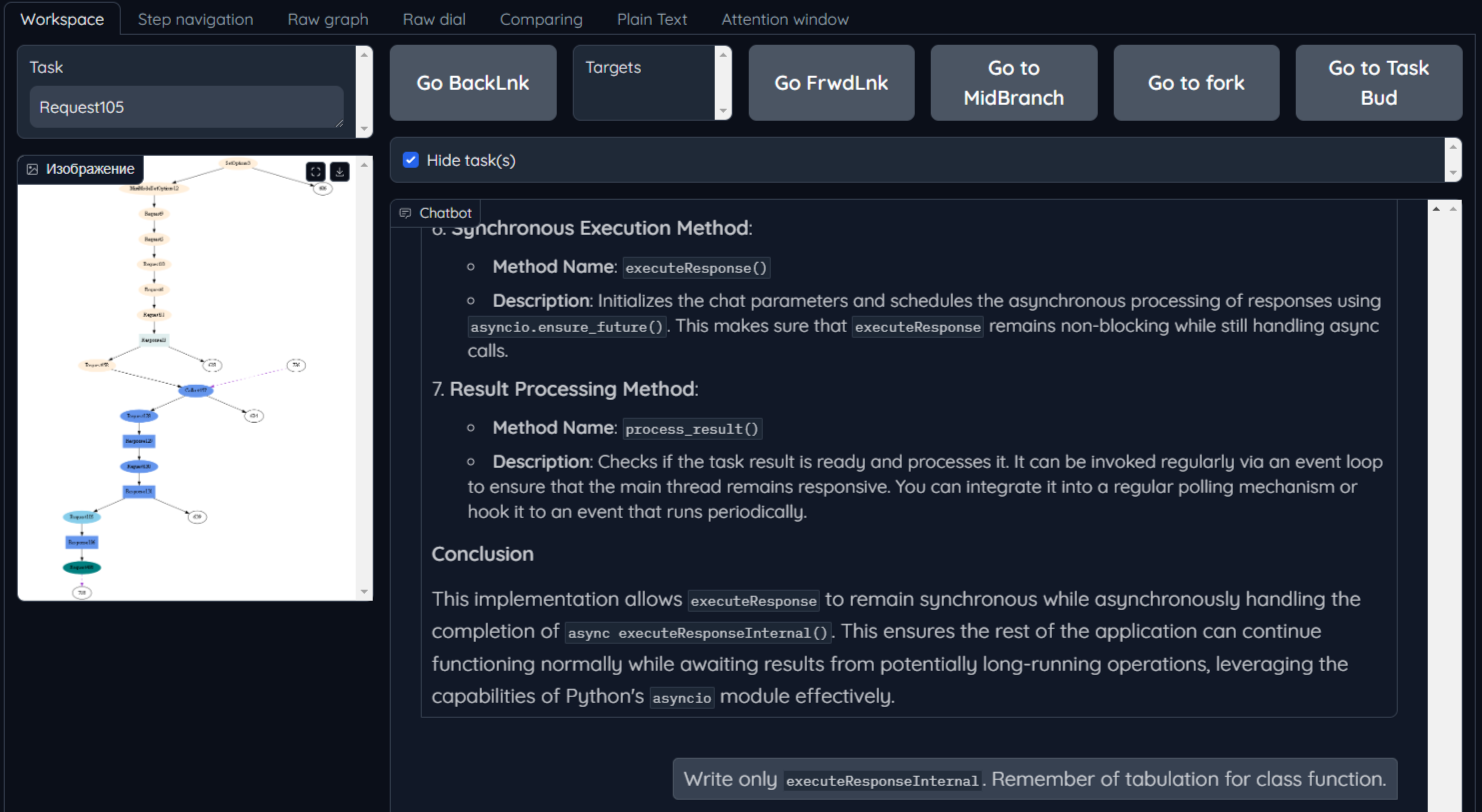 Workspace
Step navigation
Raw graph
Raw dial
Comparing
Plain Text
Attention window
Task
Request105
Go BackLnk
Targets
Go FrwdLnk
Go to
MidBranch
Go to fork
Go to Task
Bud
Hide task(s)
Изображение
Chatbot
6. Synchronous Execution Method:
Method Name: executeResponse()
Description: Initializes the chat parameters and schedules the asynchronous processing of responses using
asyncio.ensure_future(). This makes sure that executeResponse remains non-blocking while still handling async
calls.
7. Result Processing Method:
Method Name: process_result()
Description: Checks if the task result is ready and processes it. It can be invoked regularly via an event loop
to ensure that the main thread remains responsive. You can integrate it into a regular polling mechanism or
hook it to an event that runs periodically.
Conclusion
This implementation allows executeResponse to remain synchronous while asynchronously handling the
completion of async executeResponseInternal(). This ensures the rest of the application can continue
functioning normally while awaiting results from potentially long-running operations, leveraging the
capabilities of Python's asyncio module effectively.
Write only executeResponseInternal. Remember of tabulation for class function.